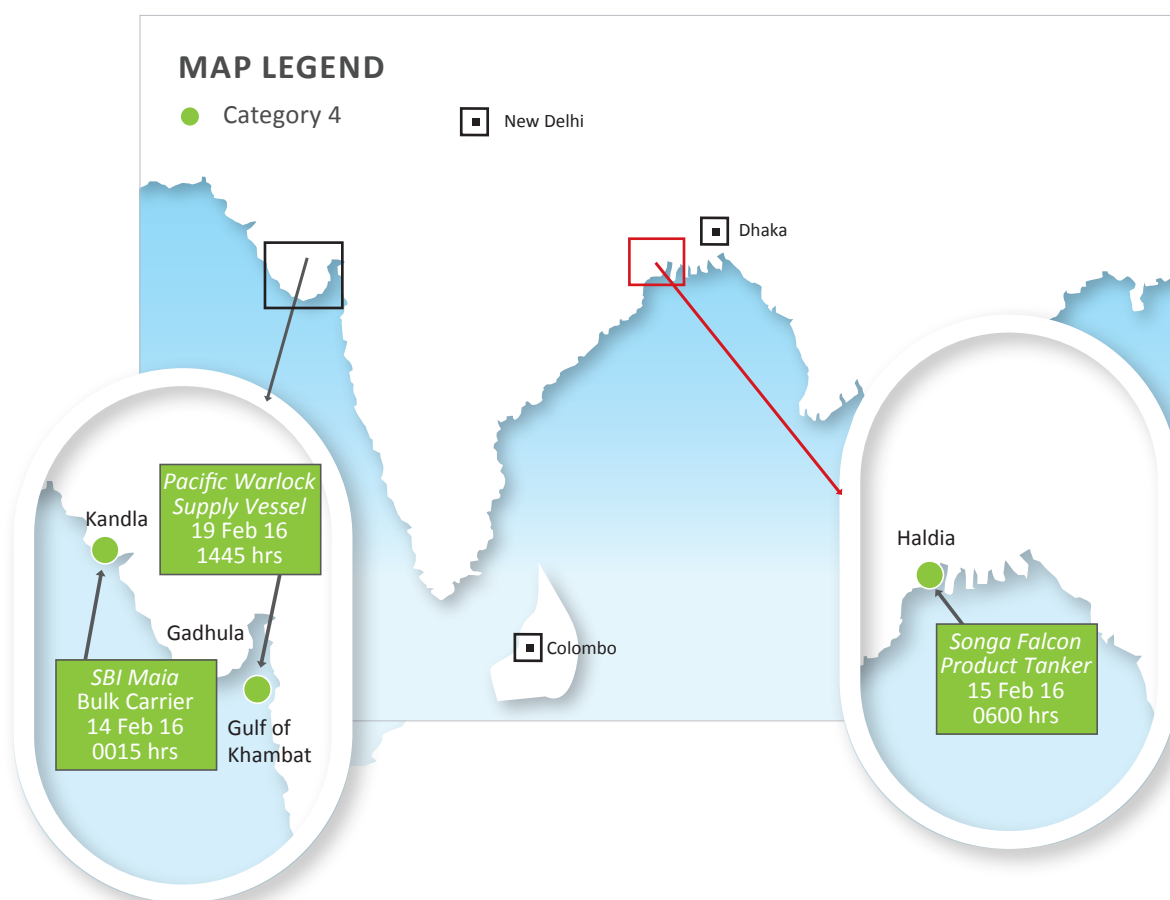 MAP LEGEND
Category 4
New Delhi
Dhaka
Colombo
Pacific Warlock
Supply Vessel
19 Feb 16
1445 hrs
Kandla
Gadhula
SBI Maia
Bulk Carrier
14 Feb 16
0015 hrs
Gulf of
Khambat
Haldia
Songa Falcon
Product Tanker
15 Feb 16
0600 hrs